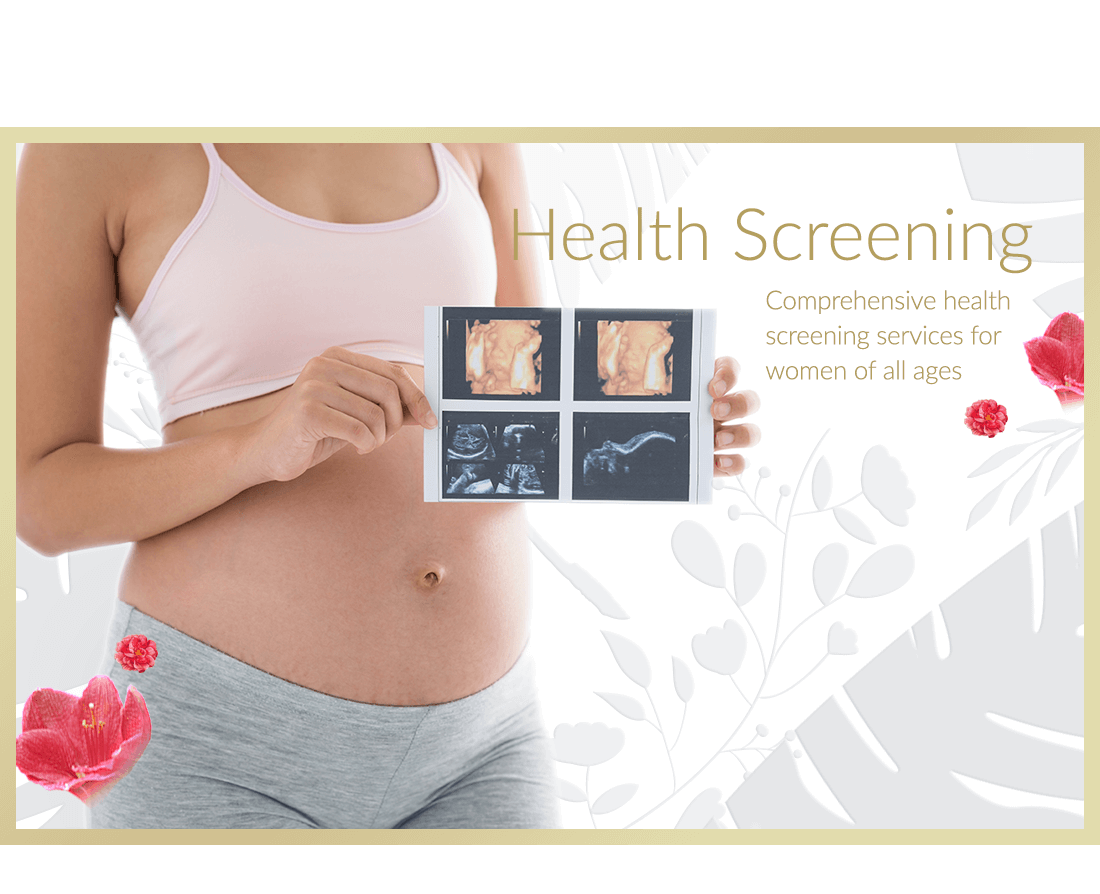 Health Screening
Comprehensive health
screening services for
women of all ages